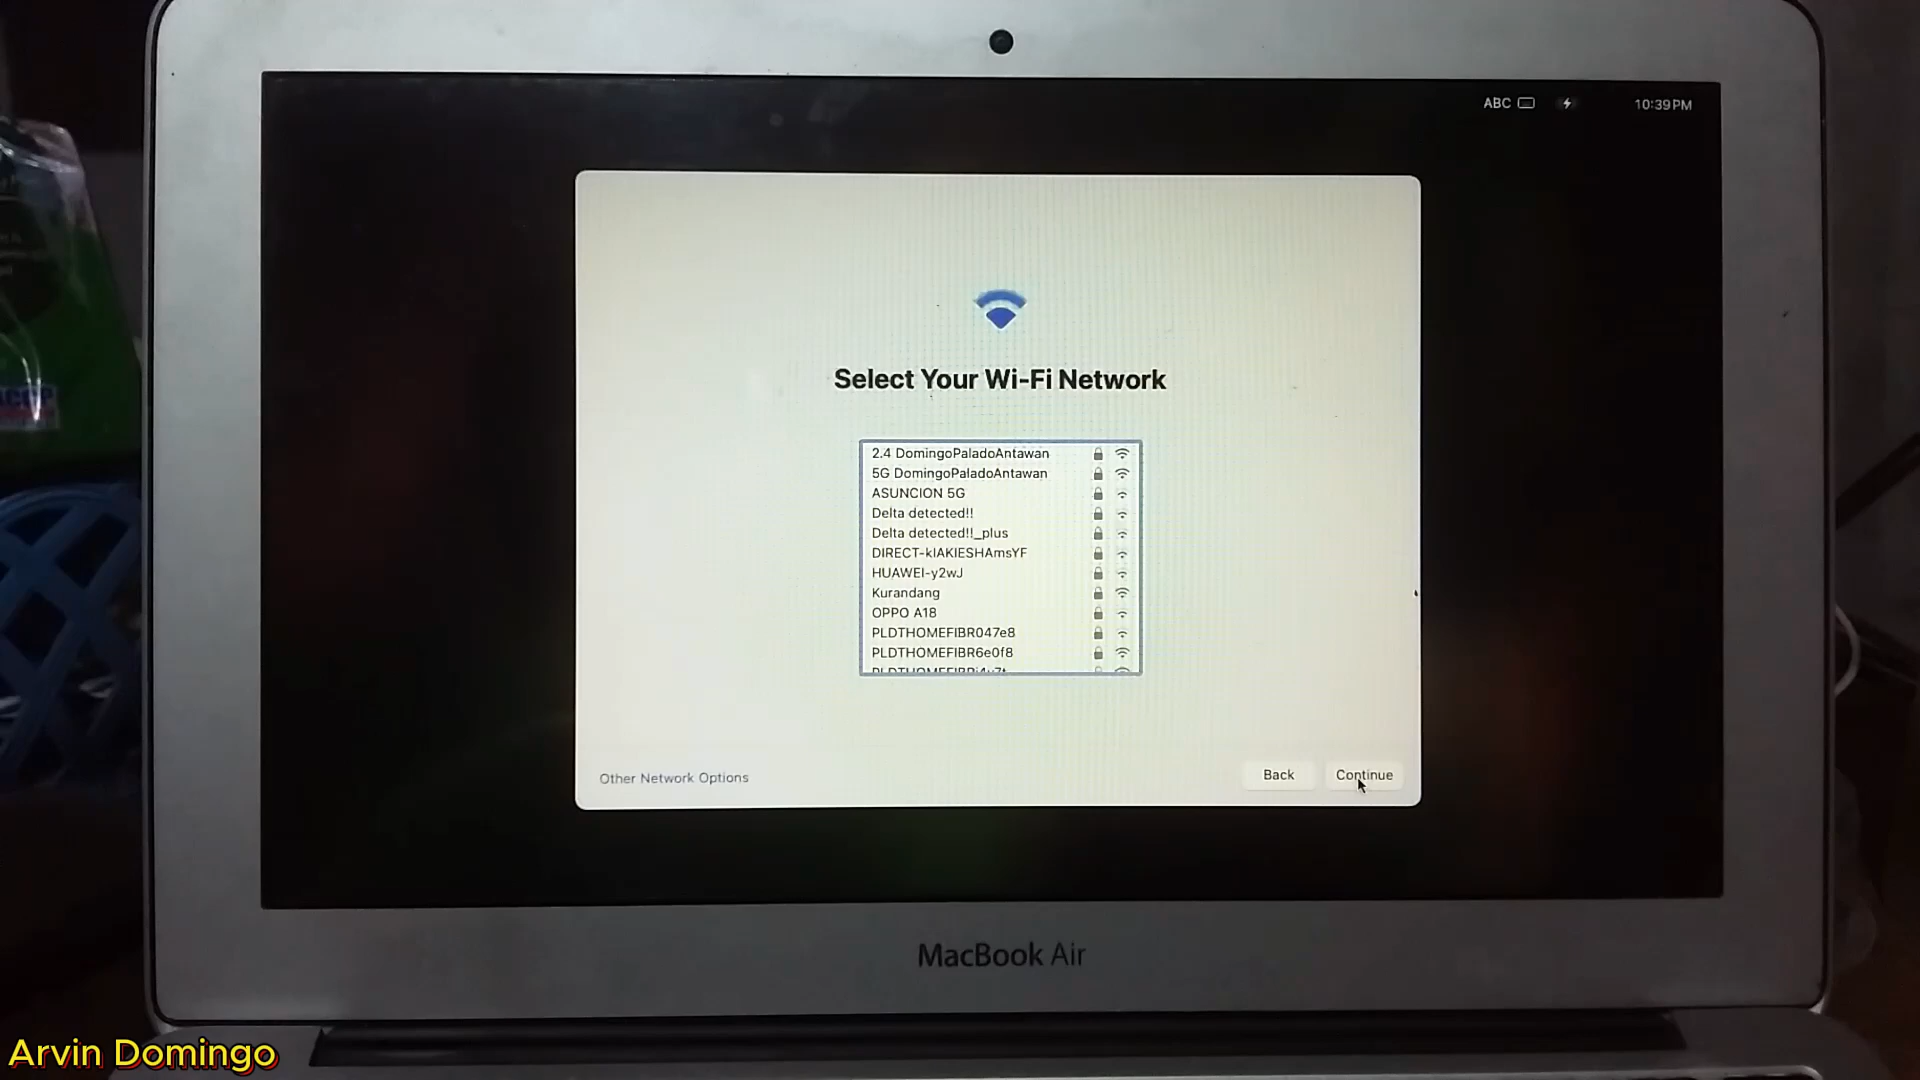 ABC
10:39 PM
Select Your Wi-Fi Network
2.4 DomingoPaladoAntawan
5G DomingoPaladoAntawan
ASUNCION 5G
Delta detected!!
Delta detected!!_plus
DIRECT-kIAKIESHAmsYF
HUAWEI-y2wJ
Kurandang
OPPO A18
PLDTHOMEFIBR047e8
PLDTHOMEFIBR6e0f8
Other Network Options
Back
Continue
MacBook Air
Arvin Domingo